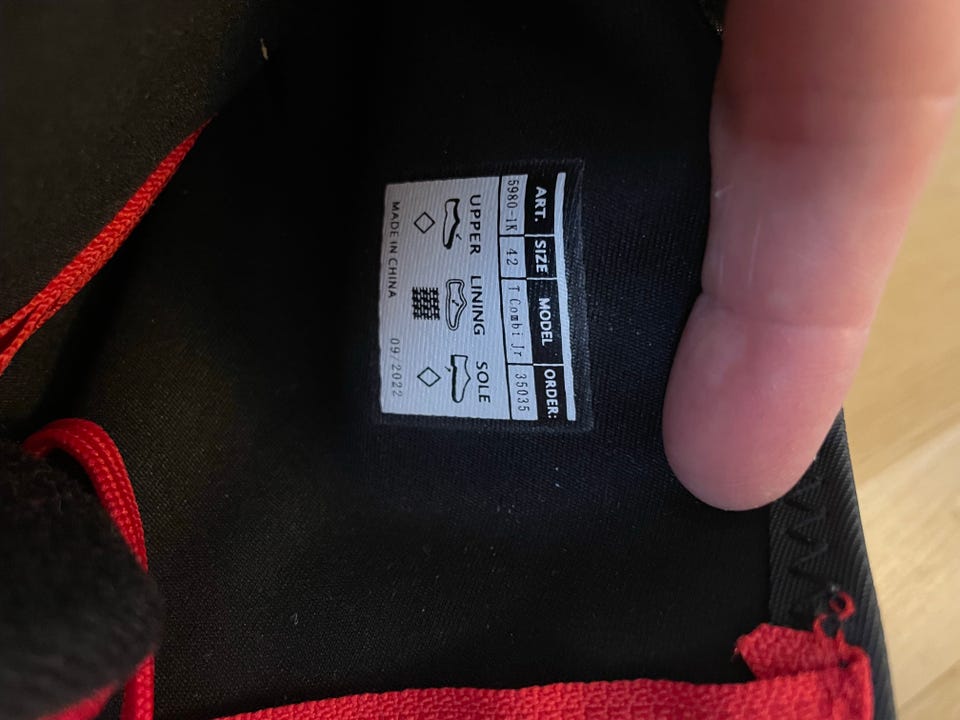 ART. SIZE MODEL ORDER:
5980-1K 42 T Combi Jr 35035
UPPER LINING SOLE
MADE IN CHINA 09/2022